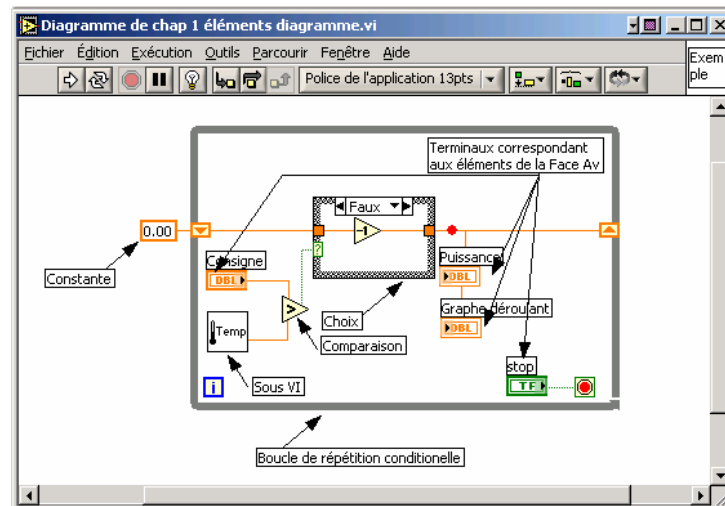 Diagramme de chap 1 éléments diagramme.vi
Fichier Édition Exécution Outils Parcourir Fenêtre Aide
Exem
ple
Police de l'application 13pts
Terminaux correspondant
aux éléments de la Face Av
Faux
0.00
-1
?
Constante
Consigne
DBL
Puissance
DBL
>
Choix
Graphe déroulant
DBL
Temp
Comparaison
stop
i
Sous VI
TF
Boucle de répétition conditionelle